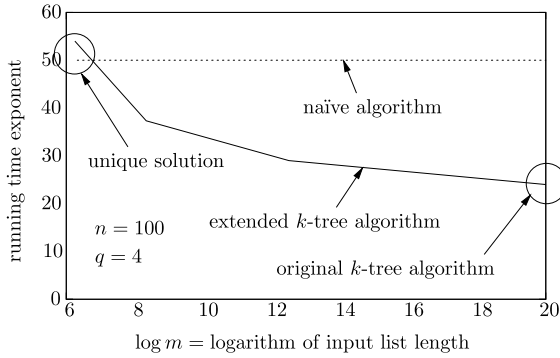 running time exponent
60
50
40
30
20
10
0
naïve algorithm
unique solution
extended k-tree algorithm
n = 100
q = 4
original k-tree algorithm
6 8 10 12 14 16 18 20
log m = logarithm of input list length